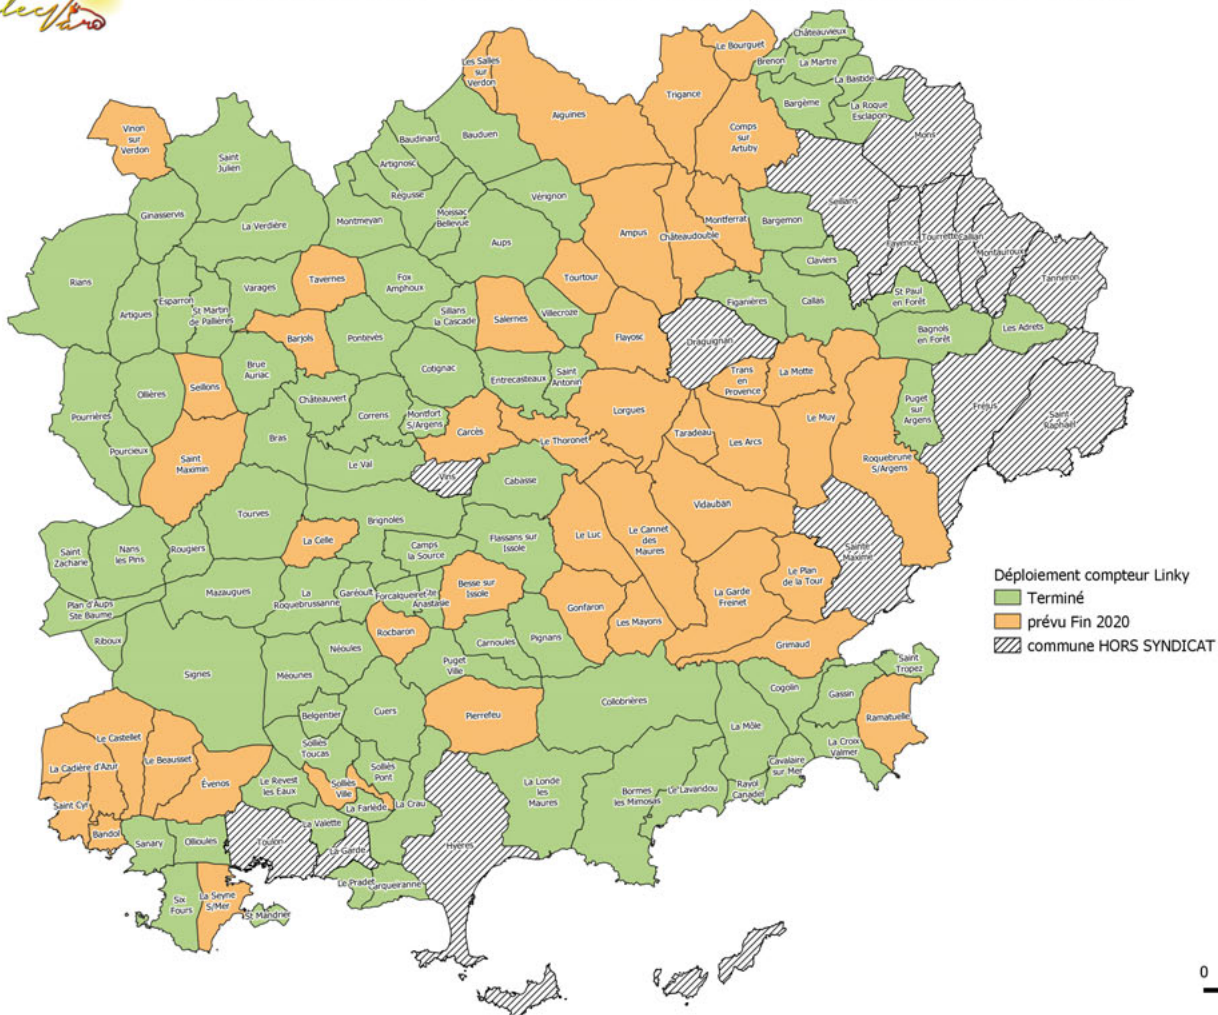 Le Bourguet
Châteauvieux
Les Salles
sur
Verdon
Brenon
La Martre
La Bastide
Trigance
Aiguines
Bargème
La Roque
Esclapon
Vinon
sur
Verdon
Comps
sur
Artuby
Mons
Bauduen
Baudinard
Saint
Julien
Artignosc
Régusse
Vérignon
Seillans
Ginasservis
La Verdière
Montmeyan
Moissac
Bellevue
Montferrat
Bargemon
Ampus
Châteaudouble
Aups
Fayence
Tourrette
Callian
Montauroux
Claviers
Tanneron
Rians
Tavernes
Fox
Amphoux
Tourtour
Varages
Esparron
Artigues
St Martin
de Pallières
Sillans
la Cascade
Salernes
Villecroze
Figanières
Callas
St Paul
en Forêt
Bagnols
en Forêt
Les Adrets
Barjols
Pontevès
Flayosc
Draguignan
Brue
Auriac
Cotignac
Entrecasteaux
Saint
Antonin
Trans
en
Provence
La Motte
Seillons
Ollières
Châteauvert
Correns
Montfort
S/Argens
Lorgues
Le Muy
Puget
sur
Argens
Fréjus
Saint
Raphaël
Pourrières
Pourcieux
Bras
Carcès
Le Thoronet
Taradeau
Les Arcs
Saint
Maximin
Le Val
Vins
Cabasse
Roquebrune
S/Argens
Vidauban
Tourves
Brignoles
La Celle
Camps
la Source
Flassans sur
Issole
Le Luc
Le Cannet
des
Maures
Sainte
Maxime
Saint
Zacharie
Nans
les Pins
Rougiers
Mazaugues
La
Roquebrussanne
Garéoult
Forcalqueiret
te
Anastasie
Besse sur
Issole
Le Plan
de la Tour
La Garde
Freinet
Gonfaron
Les Mayons
Plan d'Aups
Ste Baume
Riboux
Rocbaron
Néoules
Carnoules
Pignans
Grimaud
Puget
Ville
Signes
Méounes
Saint
Tropez
Cogolin
Gassin
Collobrières
Belgentier
Cuers
Pierrefeu
Ramatuelle
La Môle
La Croix
Valmer
Le Castellet
Le Beausset
La Cadière d'Azur
Évenos
Solliès
Toucas
Solliès
Pont
Le Revest
les Eaux
Solliès
Ville
La Farlède
La Crau
La Londe
les
Maures
Bormes
les Mimosas
Le Lavandou
Rayol
Canadel
Cavalaire
sur Mer
Saint Cyr
Bandol
Sanary
Ollioules
Toulon
La Valette
La Garde
Hyères
Le Pradet
Carqueiranne
Six
Fours
La Seyne
S/Mer
St Mandrier
Déploiement compteur Linky
Terminé
prévu Fin 2020
commune HORS SYNDICAT
0